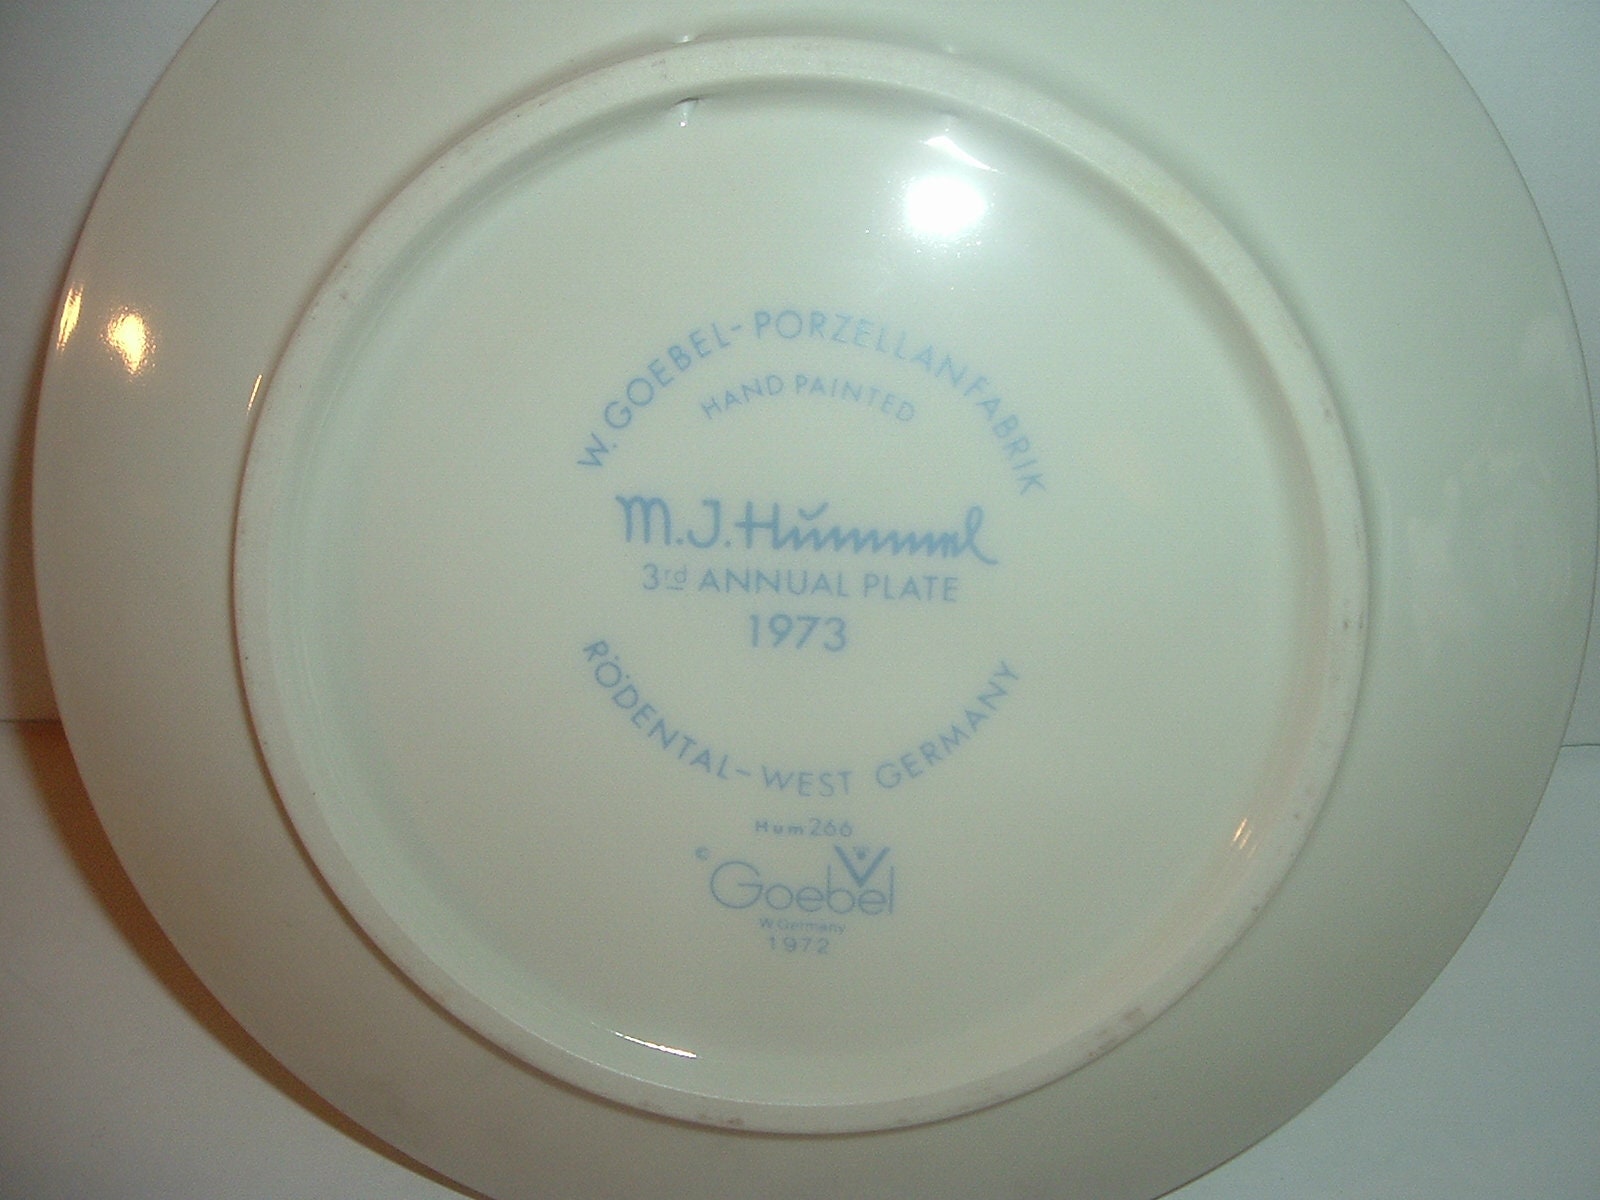 W. GOEBEL-PORZELLANFABRIK
HAND PAINTED
M.J. Hummel
3rd ANNUAL PLATE
1973
RÖDENTAL-WEST GERMANY
Hum 266
© Goebel
W. Germany
1972